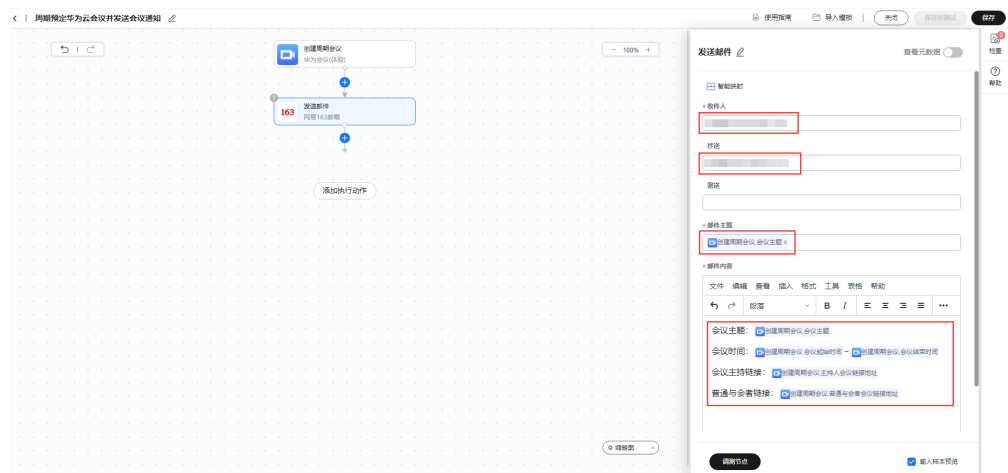 周期预定华为云会议并发送会议通知
使用指南
导入模板
关闭
保存并调试
保存
创建周期会议
华为会议(体验)
163
发送邮件
网易163邮箱
添加执行动作
100%
缩略图
发送邮件
查看元数据
智能映射
* 收件人
抄送
密送
* 邮件主题
创建周期会议.会议主题 x
* 邮件内容
文件 编辑 查看 插入 格式 工具 表格 帮助
段落 B I
会议主题: 创建周期会议.会议主题
会议时间: 创建周期会议.会议起始时间 – 创建周期会议.会议结束时间
会议主持链接: 创建周期会议.主持人会议链接地址
普通与会者链接: 创建周期会议.普通与会者会议链接地址
调测节点
输入样本预览
检查
帮助